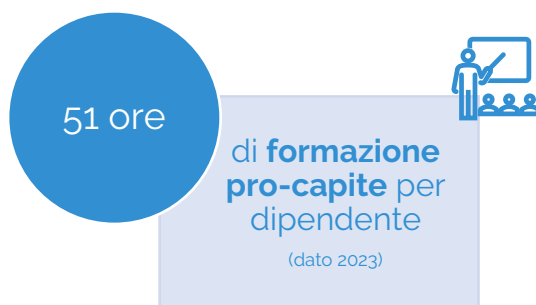 51 ore
di formazione
pro-capite per
dipendente
(dato 2023)